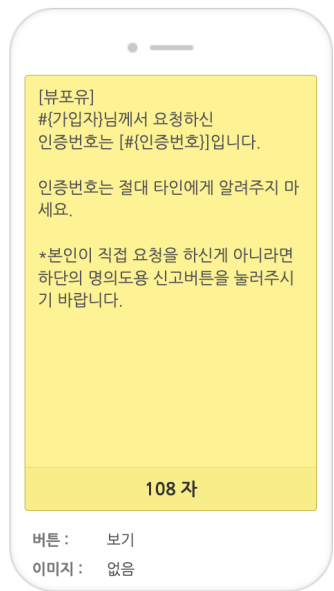 [뷰포유]
#{가입자}님께서 요청하신
인증번호는 [#{인증번호}]입니다.
인증번호는 절대 타인에게 알려주지 마
세요.
*본인이 직접 요청을 하신게 아니라면
하단의 명의도용 신고버튼을 눌러주시
기 바랍니다.
108 자
버튼 : 보기
이미지 : 없음